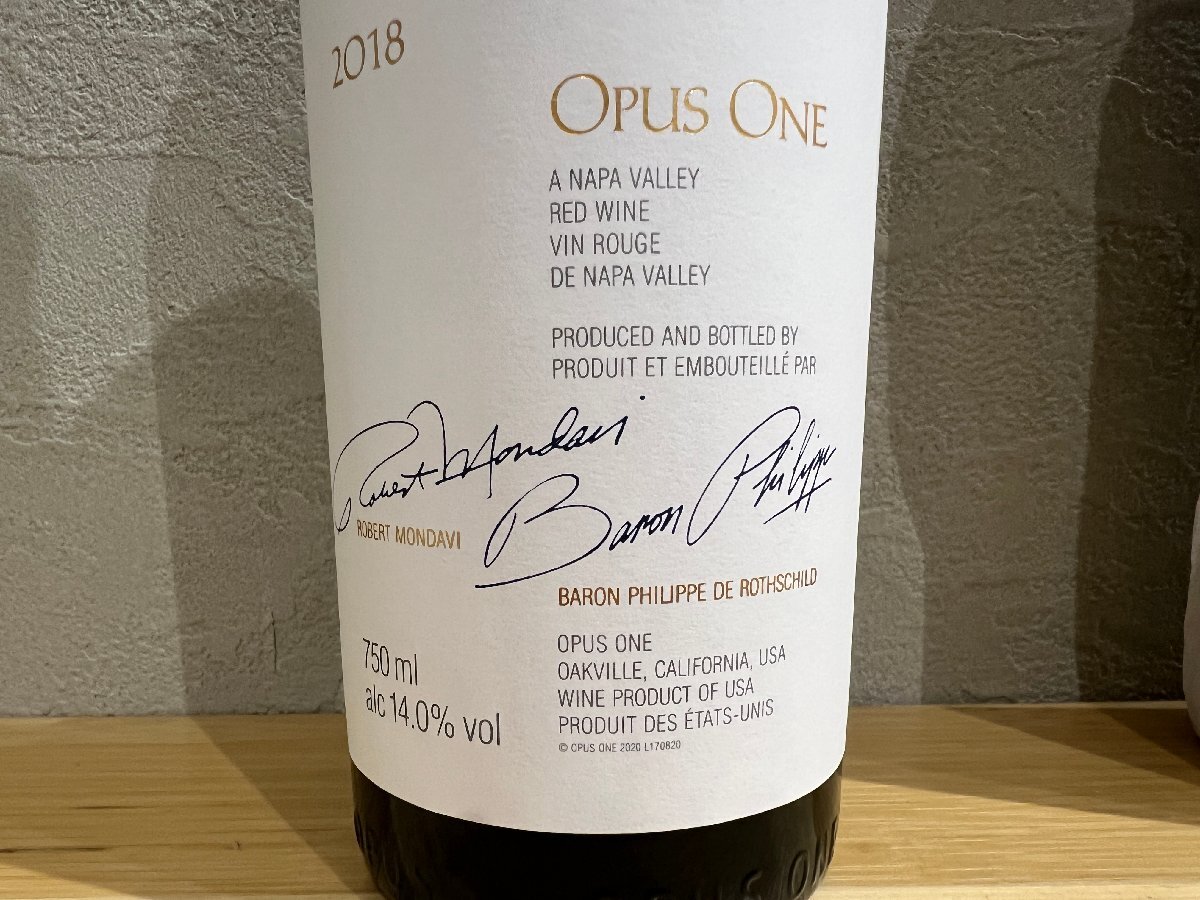 2018
OPUS ONE
A NAPA VALLEY
RED WINE
VIN ROUGE
DE NAPA VALLEY
PRODUCED AND BOTTLED BY
PRODUIT ET EMBOUTEILLÉ PAR
Robert Mondavi
Baron Philippe
ROBERT MONDAVI
BARON PHILIPPE DE ROTHSCHILD
750 ml
alc 14.0% vol
OPUS ONE
OAKVILLE, CALIFORNIA, USA
WINE PRODUCT OF USA
PRODUIT DES ÉTATS-UNIS
© OPUS ONE 2020 L170820